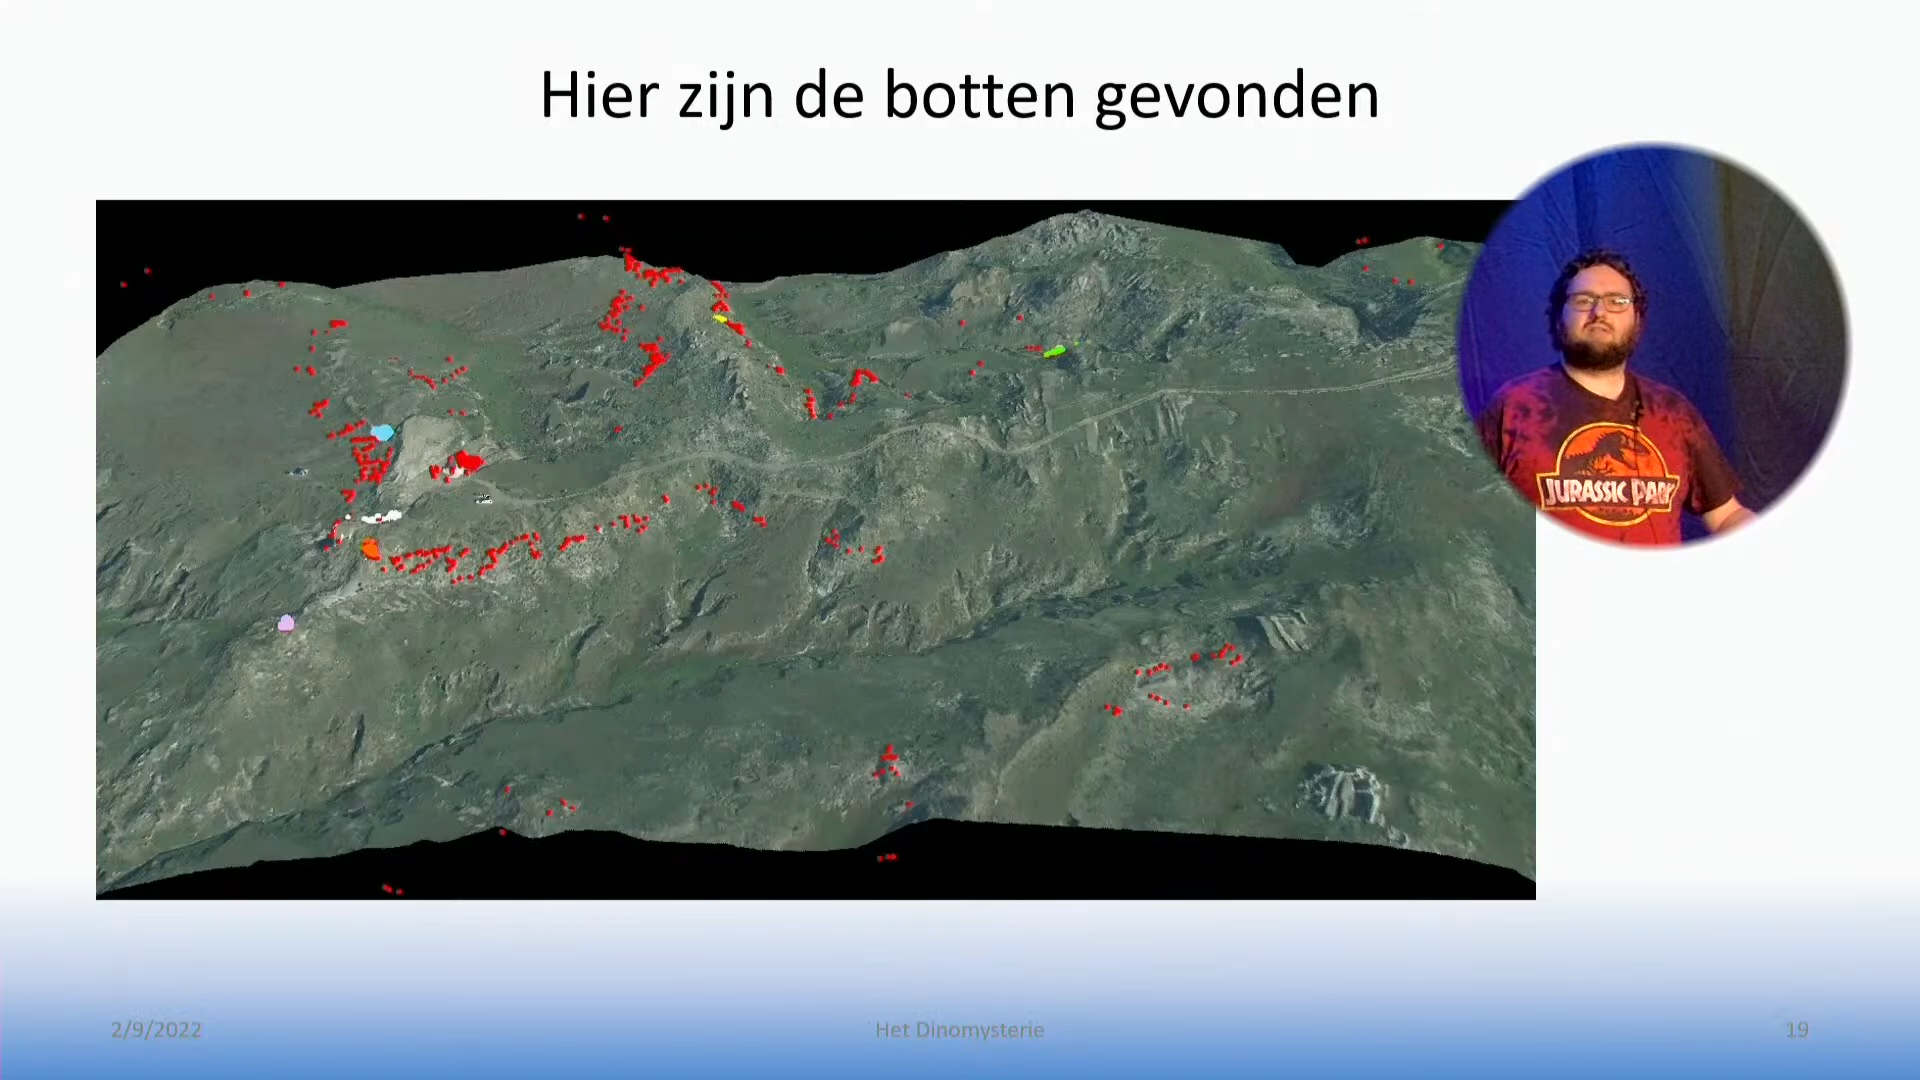 Hier zijn de botten gevonden
JURASSIC PARK
2/9/2022
Het Dinomysterie
19